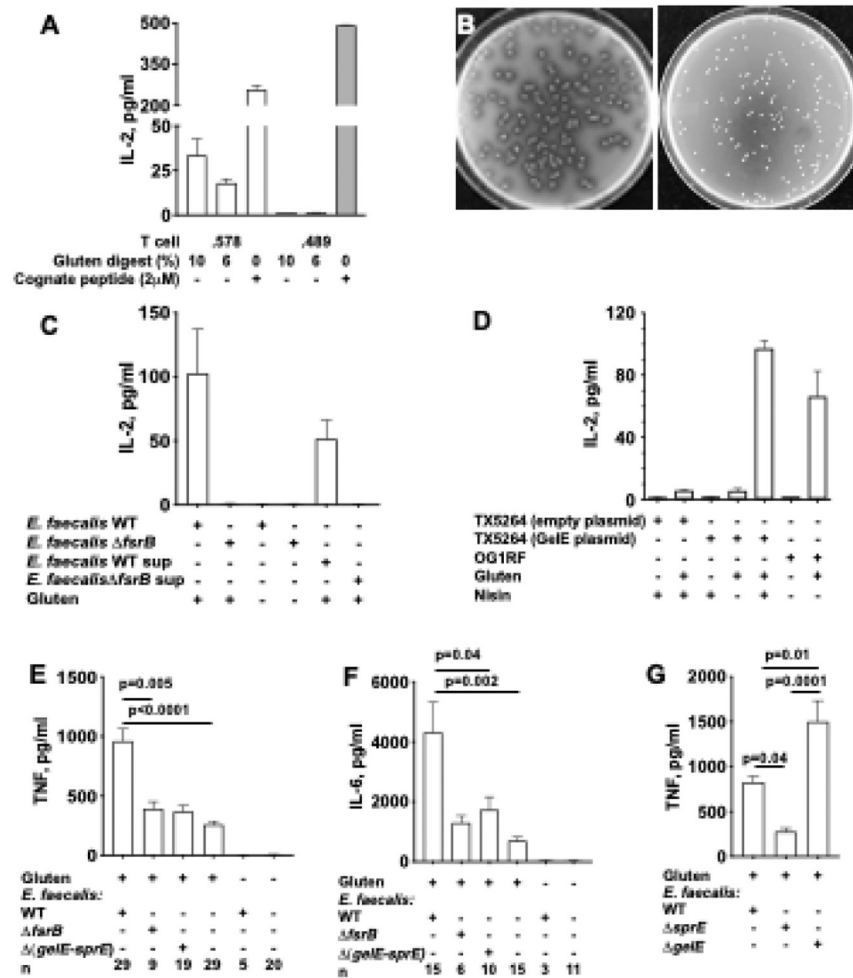 A
B
IL-2, pg/ml
500
350
200
50
25
0
T cell .578 .489
Gluten digest (%) 10 6 0 10 6 0
Cognate peptide (2μM) - - + - - +
C
IL-2, pg/ml
150
100
50
0
E. faecalis WT + - + - - -
E. faecalis ΔfsrB - + - + - -
E. faecalis WT sup - - - - + -
E. faecalisΔfsrB sup - - - - - +
Gluten + + - - + +
D
IL-2, pg/ml
120
80
40
0
TX5264 (empty plasmid) + + - - - - -
TX5264 (GelE plasmid) - - + + + - -
OG1RF - - - - - + +
Gluten - + - + + - +
Nisin + + + - + - -
E
TNF, pg/ml
1500
1000
500
0
p=0.005
p<0.0001
Gluten + + + + - -
E. faecalis:
WT + - - - + -
ΔfsrB - + - - - -
Δ(gelE-sprE) - - + - - -
n 29 9 19 29 5 20
F
IL-6, pg/ml
6000
4000
2000
0
p=0.04
p=0.002
Gluten + + + + - -
E. faecalis:
WT + - - - + -
ΔfsrB - + - - - -
Δ(gelE-sprE) - - + - - -
n 15 6 10 15 3 11
G
TNF, pg/ml
2000
1500
1000
500
0
p=0.01
p=0.0001
p=0.04
Gluten + + +
E. faecalis:
WT + - -
ΔsprE - + -
ΔgelE - - +